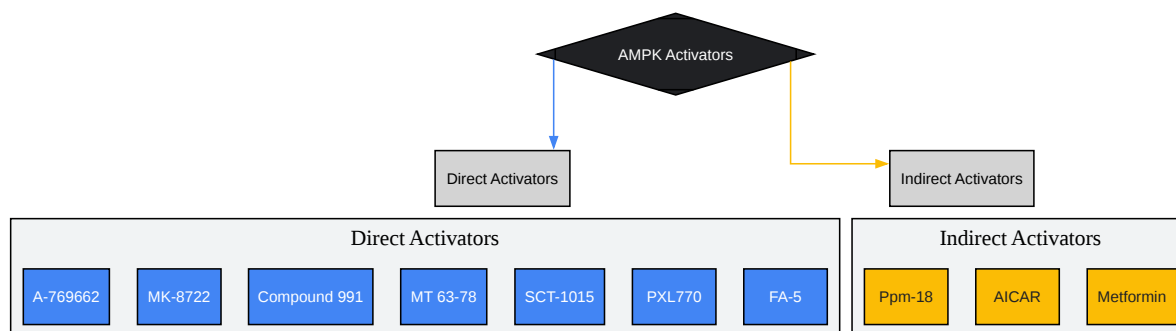 AMPK Activators
Direct Activators
Indirect Activators
Direct Activators
A-769662
MK-8722
Compound 991
MT 63-78
SCT-1015
PXL770
FA-5
Indirect Activators
Ppm-18
AICAR
Metformin